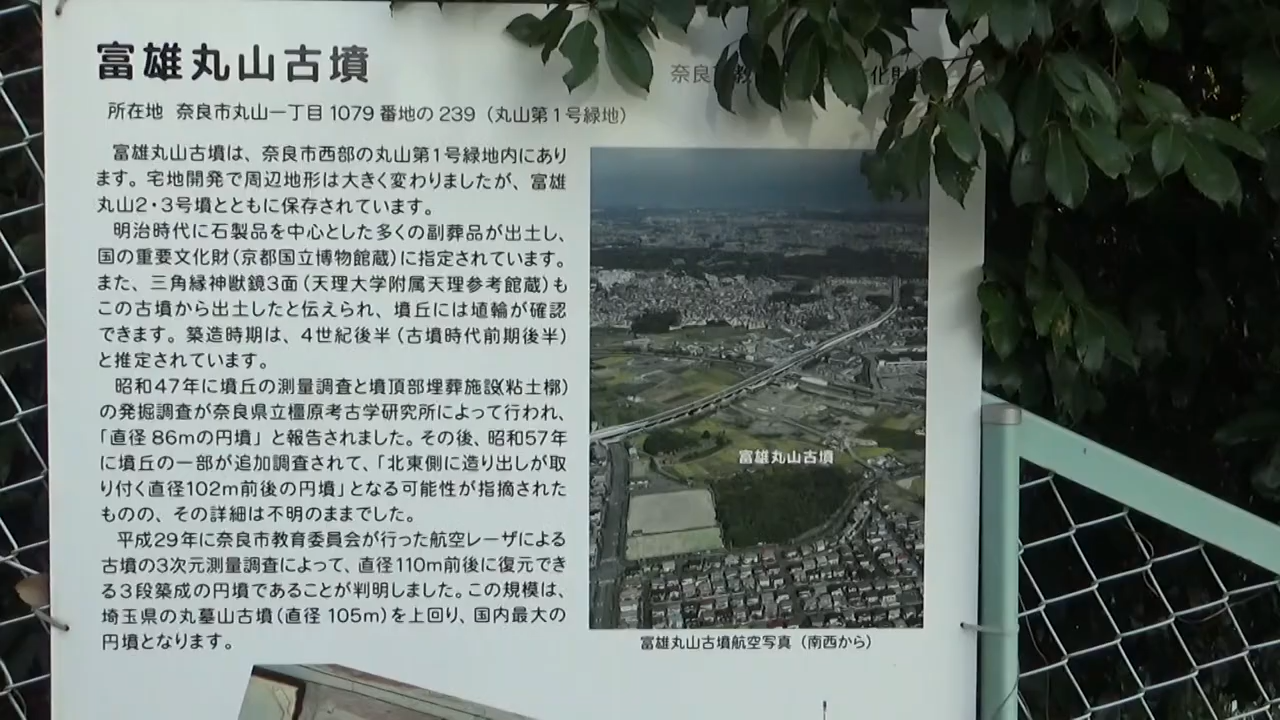 富雄丸山古墳
奈良
化財
所在地 奈良市丸山一丁目1079番地の239(丸山第1号緑地)
富雄丸山古墳は、奈良市西部の丸山第1号緑地内にあり
ます。宅地開発で周辺地形は大きく変わりましたが、富雄
丸山2・3号墳とともに保存されています。
明治時代に石製品を中心とした多くの副葬品が出土し、
国の重要文化財(京都国立博物館蔵)に指定されています。
また、三角縁神獣鏡3面(天理大学附属天理参考館蔵)も
この古墳から出土したと伝えられ、墳丘には埴輪が確認
できます。築造時期は、4世紀後半(古墳時代前期後半)
と推定されています。
昭和47年に墳丘の測量調査と墳頂部埋葬施設(粘土槨)
の発掘調査が奈良県立橿原考古学研究所によって行われ、
「直径86mの円墳」と報告されました。その後、昭和57年
に墳丘の一部が追加調査されて、「北東側に造り出しが取
り付く直径102m前後の円墳」となる可能性が指摘された
ものの、その詳細は不明のままでした。
平成29年に奈良市教育委員会が行った航空レーザによる
古墳の3次元測量調査によって、直径110m前後に復元でき
る3段築成の円墳であることが判明しました。この規模は、
埼玉県の丸墓山古墳(直径105m)を上回り、国内最大の
円墳となります。
富雄丸山古墳
富雄丸山古墳航空写真(南西から)